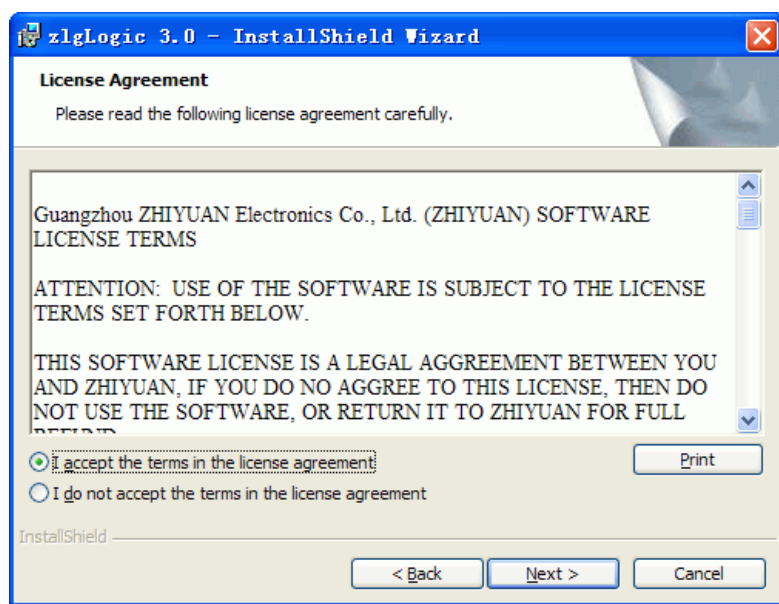 zlgLogic 3.0 - InstallShield Wizard
License Agreement
Please read the following license agreement carefully.
Guangzhou ZHIYUAN Electronics Co., Ltd. (ZHIYUAN) SOFTWARE
LICENSE TERMS
ATTENTION:  USE OF THE SOFTWARE IS SUBJECT TO THE LICENSE
TERMS SET FORTH BELOW.
THIS SOFTWARE LICENSE IS A LEGAL AGGREEMENT BETWEEN YOU
AND ZHIYUAN, IF YOU DO NO AGGREE TO THIS LICENSE, THEN DO
NOT USE THE SOFTWARE, OR RETURN IT TO ZHIYUAN FOR FULL
I accept the terms in the license agreement
Print
I do not accept the terms in the license agreement
InstallShield
< Back
Next >
Cancel